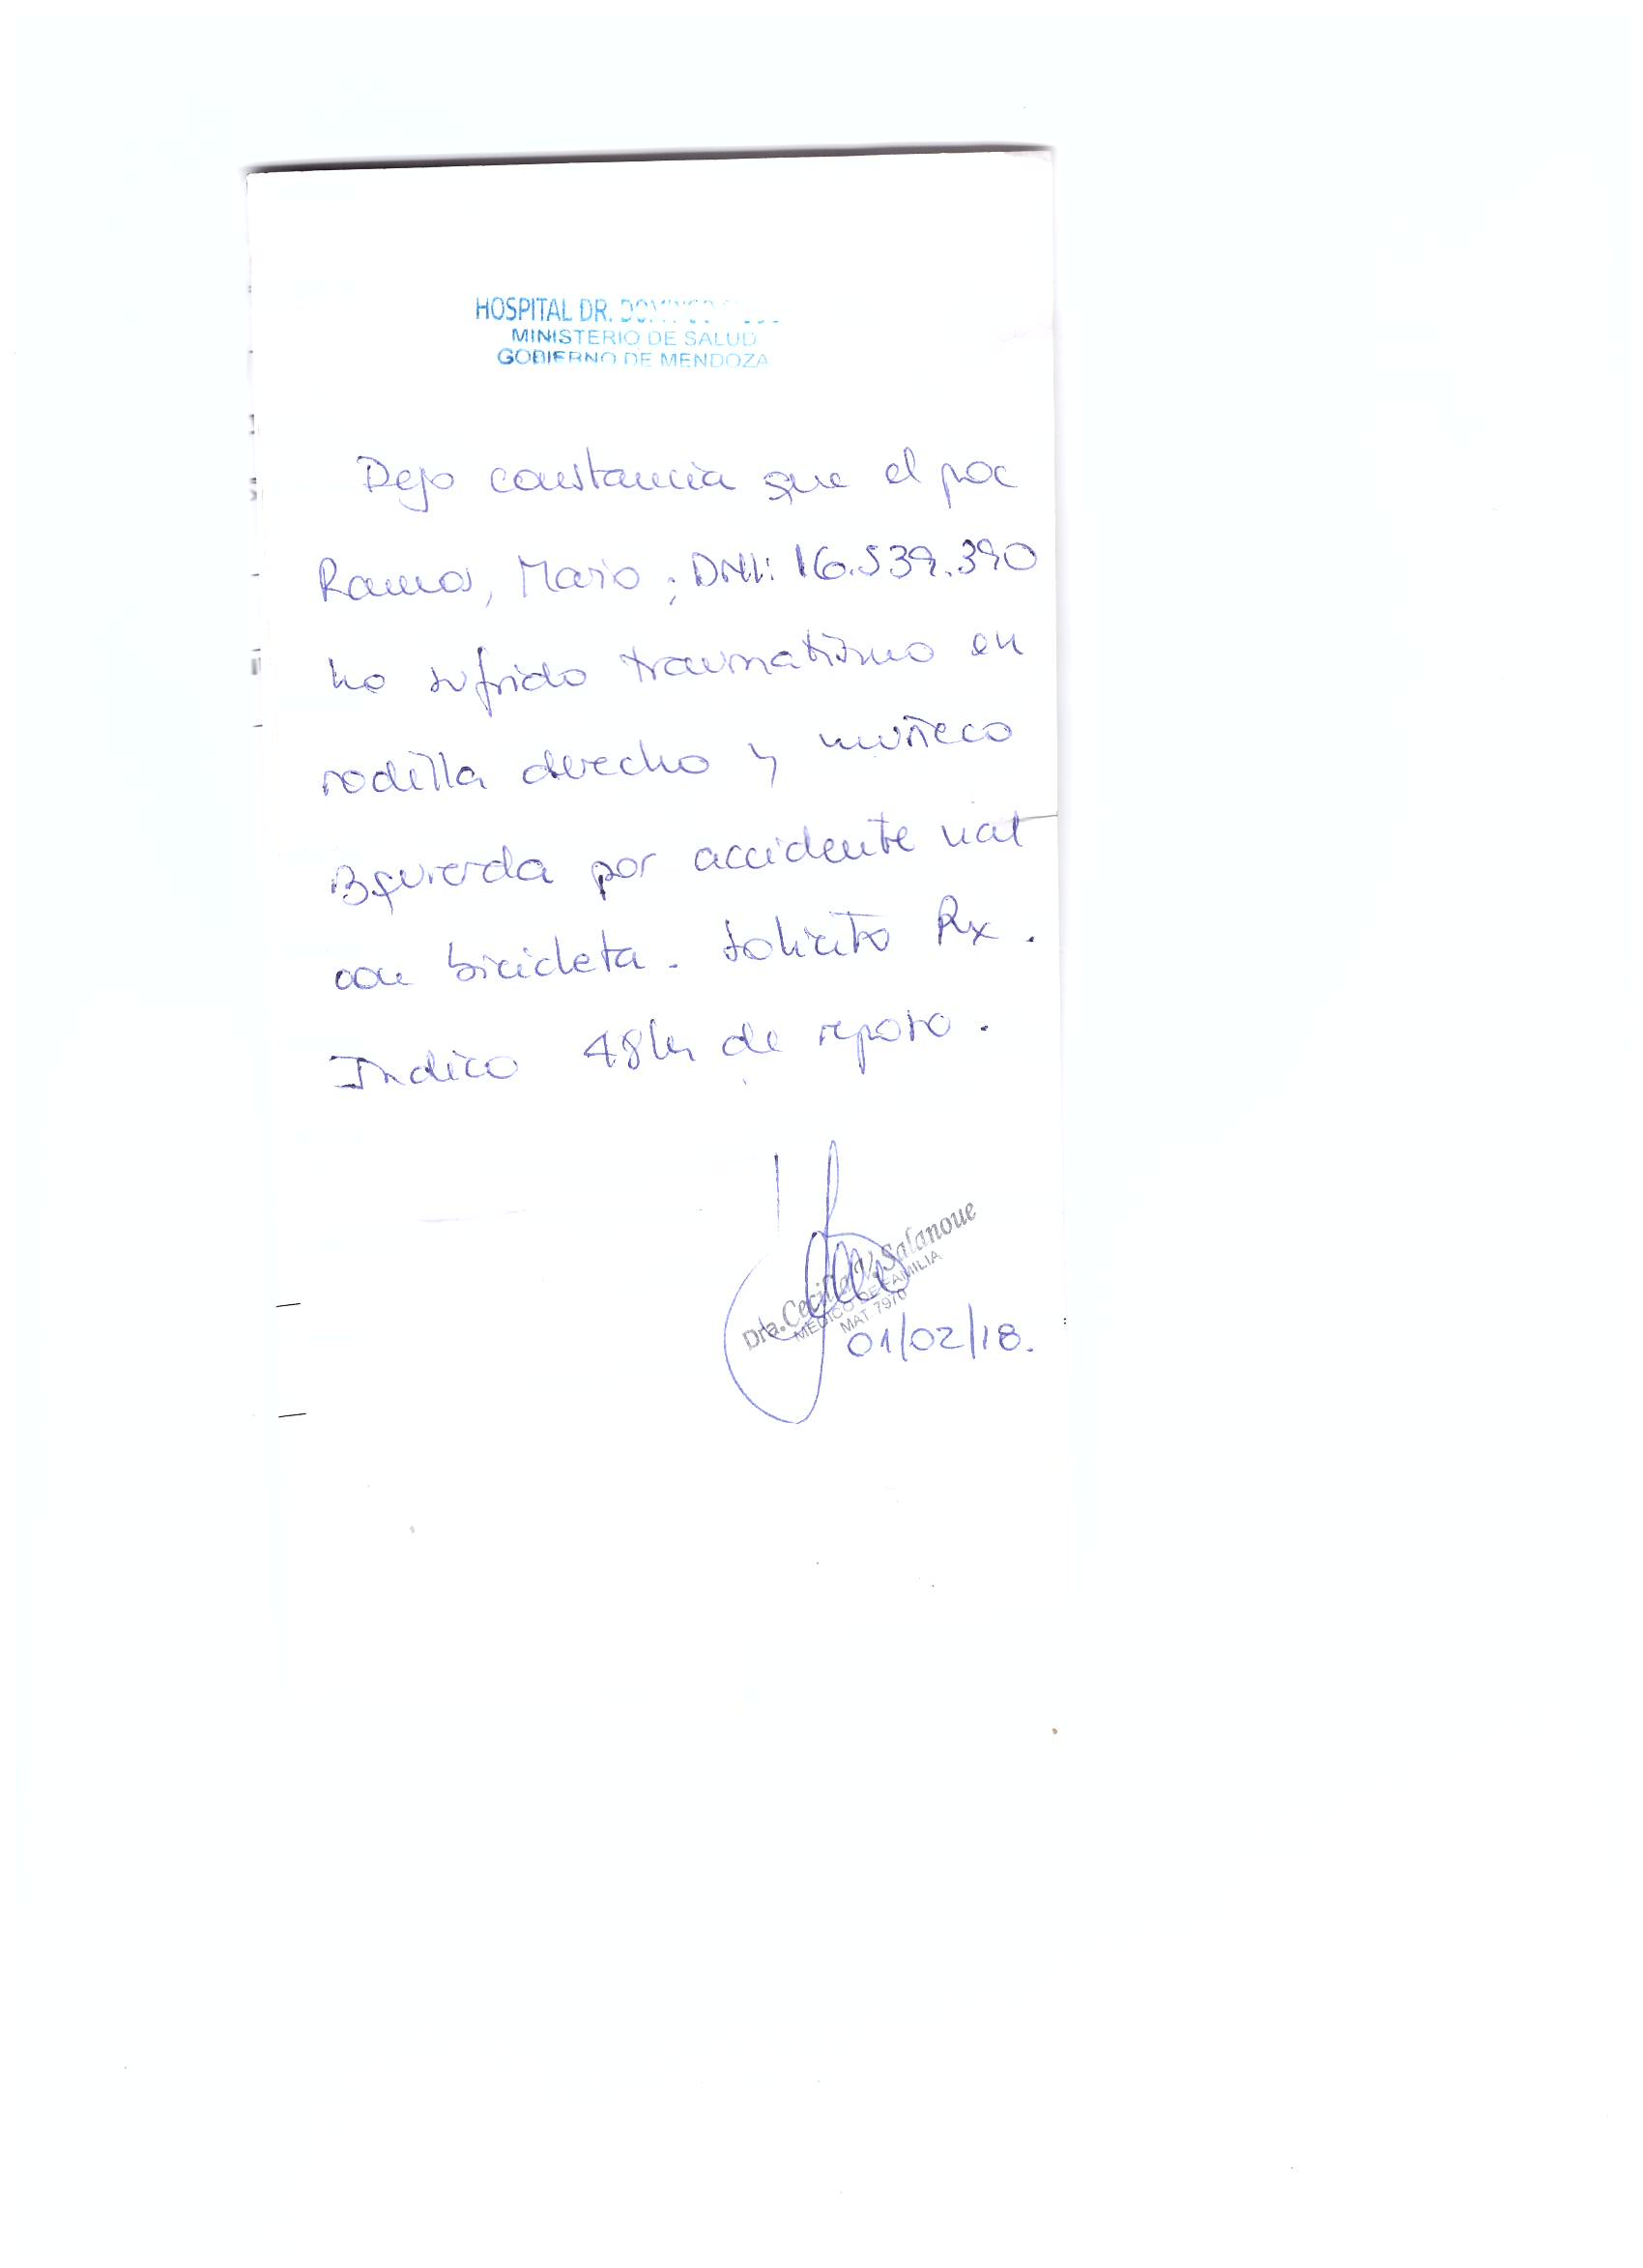 HOSPITAL DR.
MINISTERIO DE SALUD
GOBIERNO DE MENDOZA
Dejo constancia que el pac
Ramos, Mario; DNI: 16.539.390
ha sufrido traumatismo en
rodilla derecha y muñeca
izquierda por accidente vial
con bicicleta. Solicito Rx.
Indico 48hs de reposo.
Dra. Cecilia V. Salanoue
MEDICO DE FAMILIA
MAT 7970
01/02/18.